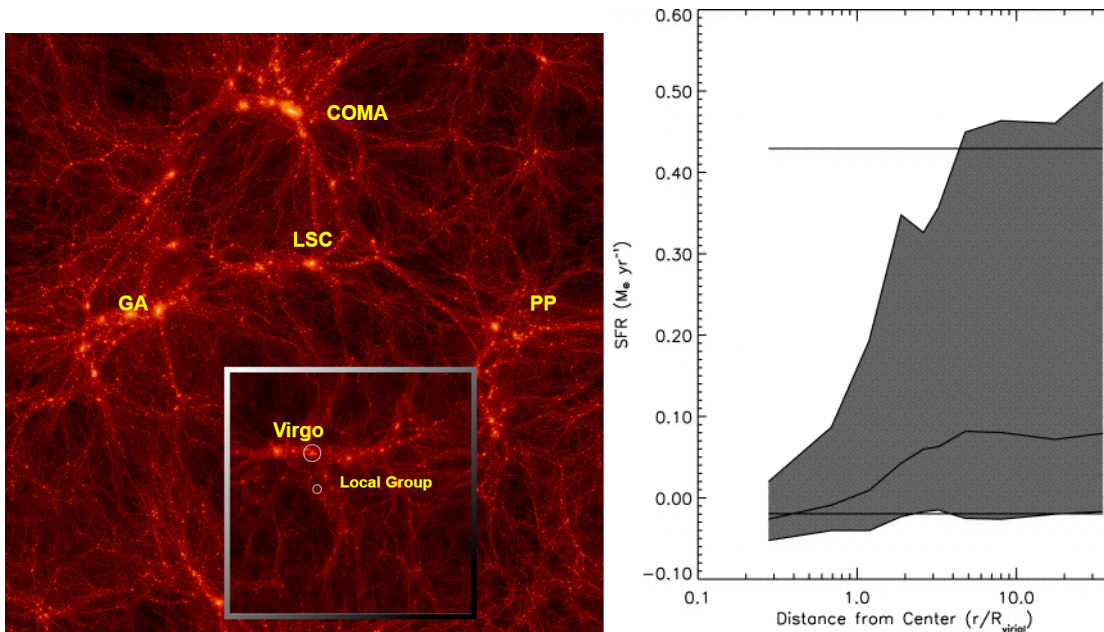 COMA
LSC
GA
PP
Virgo
Local Group
0.60
0.50
0.40
0.30
0.20
0.10
0.00
−0.10
SFR (M⊙ yr⁻¹)
0.1
1.0
10.0
Distance from Center (r/Rvirial)